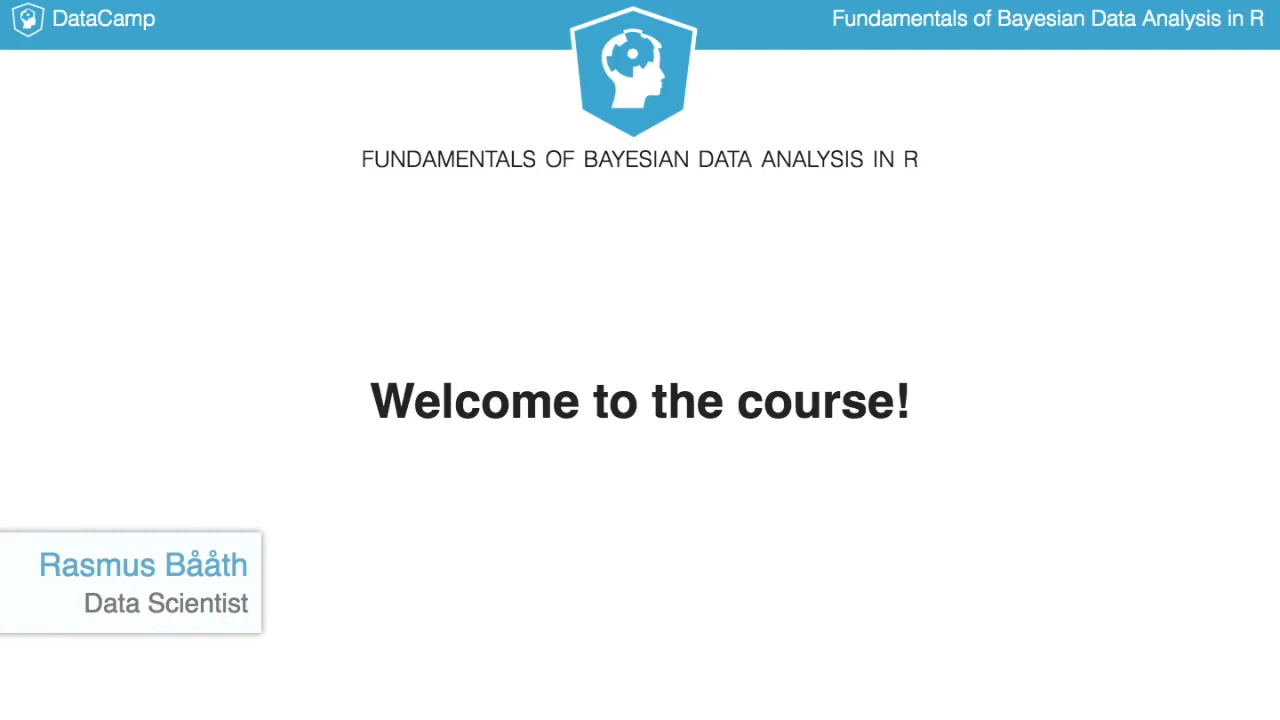 DataCamp
Fundamentals of Bayesian Data Analysis in R
FUNDAMENTALS OF BAYESIAN DATA ANALYSIS IN R
Welcome to the course!
Rasmus Bååth
Data Scientist